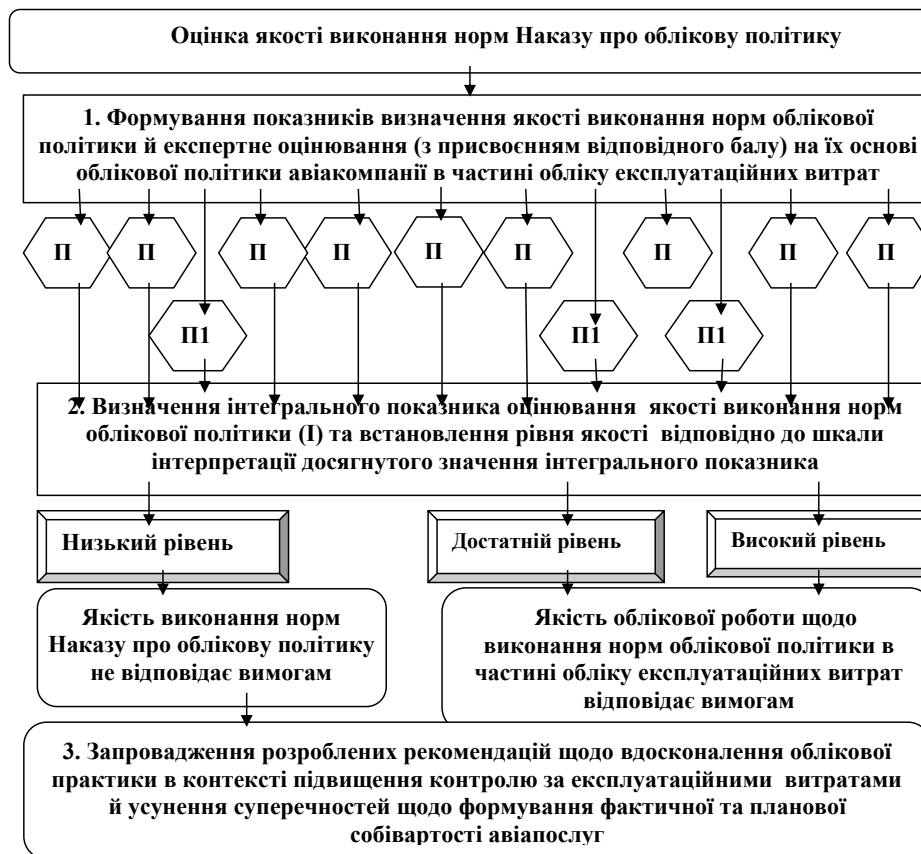 Оцінка якості виконання норм Наказу про облікову політику
1. Формування показників визначення якості виконання норм облікової
політики й експертне оцінювання (з присвоєнням відповідного балу) на їх основі
облікової політики авіакомпанії в частині обліку експлуатаційних витрат
П П П П П П П П П
П1 П1 П1
2. Визначення інтегрального показника оцінювання якості виконання норм
облікової політики (І) та встановлення рівня якості відповідно до шкали
інтерпретації досягнутого значення інтегрального показника
Низький рівень
Достатній рівень
Високий рівень
Якість виконання норм
Наказу про облікову політику
не відповідає вимогам
Якість облікової роботи щодо
виконання норм облікової політики в
частині обліку експлуатаційних витрат
відповідає вимогам
3. Запровадження розроблених рекомендацій щодо вдосконалення облікової
практики в контексті підвищення контролю за експлуатаційними витратами
й усунення суперечностей щодо формування фактичної та планової
собівартості авіапослуг